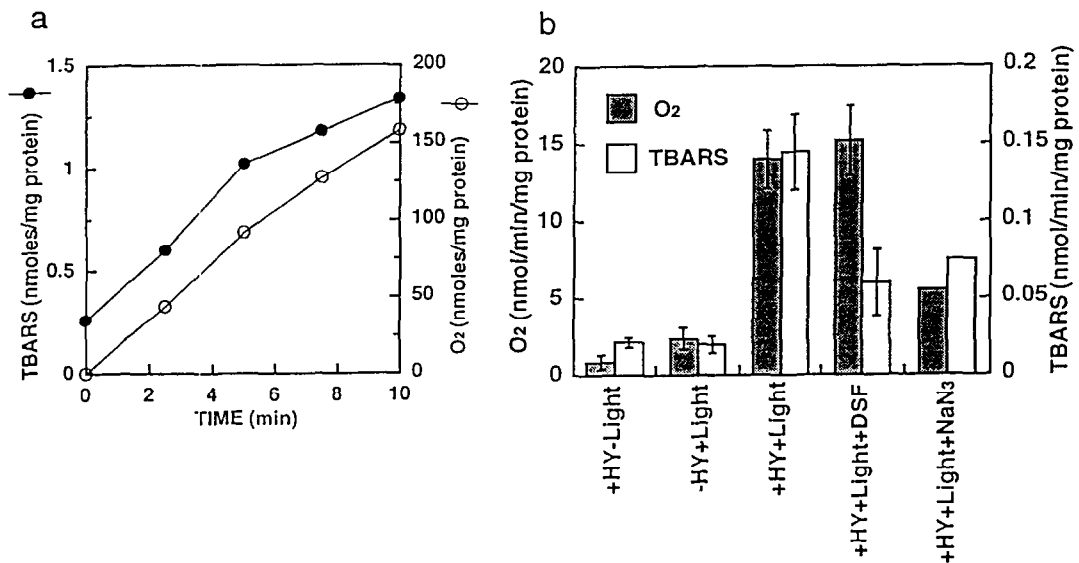 a
TBARS (nmoles/mg protein)
1.5
1
0.5
0
0
2
4
6
8
10
TIME (min)
200
150
100
50
0
O2 (nmoles/mg protein)
b
O2 (nmol/min/mg protein)
20
15
10
5
0
O2
TBARS
0.2
0.15
0.1
0.05
0
TBARS (nmol/min/mg protein)
+HY-Light
-HY+Light
+HY+Light
+HY+Light+DSF
+HY+Light+NaN3